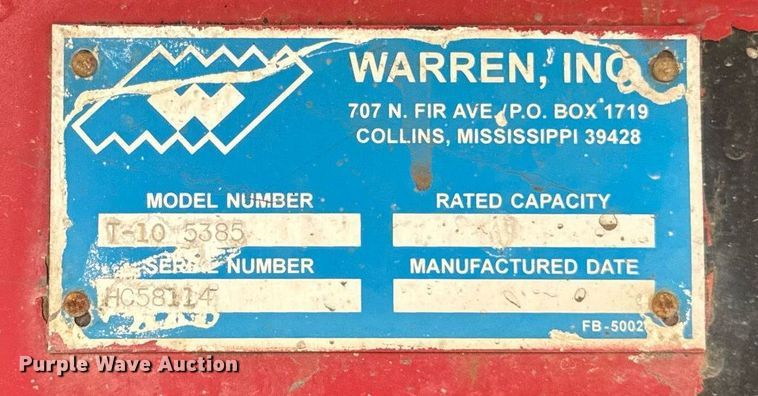 WARREN, INC
707 N. FIR AVE./P.O. BOX 1719
COLLINS, MISSISSIPPI 39428
MODEL NUMBER
RATED CAPACITY
T-10 5385
SERIAL NUMBER
MANUFACTURED DATE
HC58114
FB-5002
Purple Wave Auction